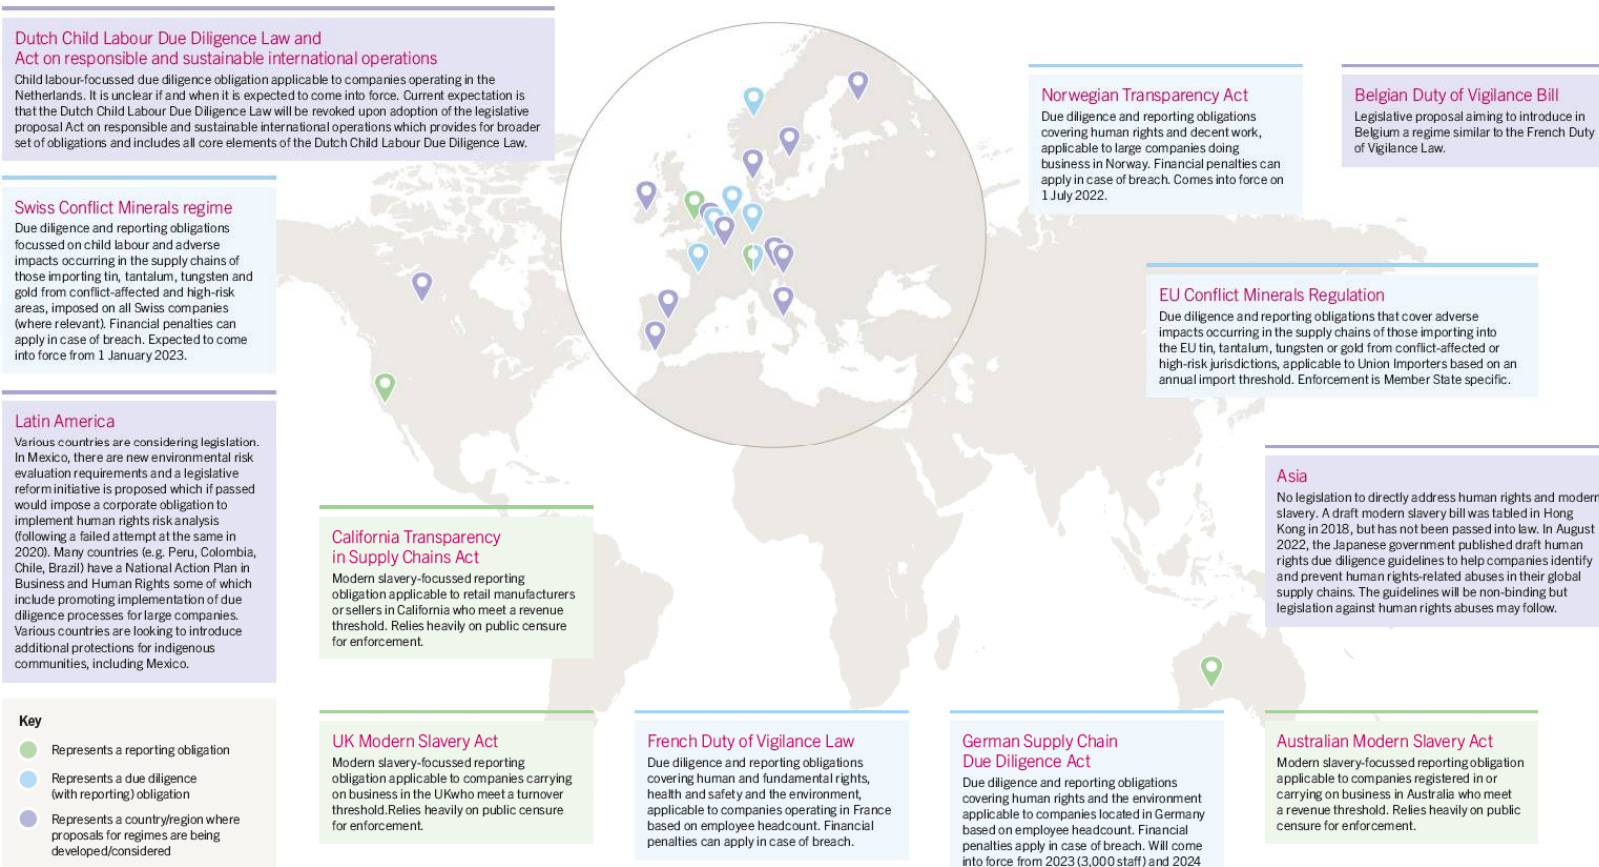 Dutch Child Labour Due Diligence Law and
Act on responsible and sustainable international operations
Child labour-focussed due diligence obligation applicable to companies operating in the
Netherlands. It is unclear if and when it is expected to come into force. Current expectation is
that the Dutch Child Labour Due Diligence Law will be revoked upon adoption of the legislative
proposal Act on responsible and sustainable international operations which provides for broader
set of obligations and includes all core elements of the Dutch Child Labour Due Diligence Law.
Norwegian Transparency Act
Due diligence and reporting obligations
covering human rights and decent work,
applicable to large companies doing
business in Norway. Financial penalties can
apply in case of breach. Comes into force on
1 July 2022.
Belgian Duty of Vigilance Bill
Legislative proposal aiming to introduce in
Belgium a regime similar to the French Duty
of Vigilance Law.
Swiss Conflict Minerals regime
Due diligence and reporting obligations
focussed on child labour and adverse
impacts occurring in the supply chains of
those importing tin, tantalum, tungsten and
gold from conflict-affected and high-risk
areas, imposed on all Swiss companies
(where relevant). Financial penalties can
apply in case of breach. Expected to come
into force from 1 January 2023.
EU Conflict Minerals Regulation
Due diligence and reporting obligations that cover adverse
impacts occurring in the supply chains of those importing into
the EU tin, tantalum, tungsten or gold from conflict-affected or
high-risk jurisdictions, applicable to Union Importers based on an
annual import threshold. Enforcement is Member State specific.
Latin America
Various countries are considering legislation.
In Mexico, there are new environmental risk
evaluation requirements and a legislative
reform initiative is proposed which if passed
would impose a corporate obligation to
implement human rights risk analysis
(following a failed attempt at the same in
2020). Many countries (e.g. Peru, Colombia,
Chile, Brazil) have a National Action Plan in
Business and Human Rights some of which
include promoting implementation of due
diligence processes for large companies.
Various countries are looking to introduce
additional protections for indigenous
communities, including Mexico.
California Transparency
in Supply Chains Act
Modern slavery-focussed reporting
obligation applicable to retail manufacturers
or sellers in California who meet a revenue
threshold. Relies heavily on public censure
for enforcement.
Asia
No legislation to directly address human rights and modern
slavery. A draft modern slavery bill was tabled in Hong
Kong in 2018, but has not been passed into law. In August
2022, the Japanese government published draft human
rights due diligence guidelines to help companies identify
and prevent human rights-related abuses in their global
supply chains. The guidelines will be non-binding but
legislation against human rights abuses may follow.
Key
Represents a reporting obligation
Represents a due diligence
(with reporting) obligation
Represents a country/region where
proposals for regimes are being
developed/considered
UK Modern Slavery Act
Modern slavery-focussed reporting
obligation applicable to companies carrying
on business in the UKwho meet a turnover
threshold.Relies heavily on public censure
for enforcement.
French Duty of Vigilance Law
Due diligence and reporting obligations
covering human and fundamental rights,
health and safety and the environment,
applicable to companies operating in France
based on employee headcount. Financial
penalties can apply in case of breach.
German Supply Chain
Due Diligence Act
Due diligence and reporting obligations
covering human rights and the environment
applicable to companies located in Germany
based on employee headcount. Financial
penalties apply in case of breach. Will come
into force from 2023 (3,000 staff) and 2024
Australian Modern Slavery Act
Modern slavery-focussed reporting obligation
applicable to companies registered in or
carrying on business in Australia who meet
a revenue threshold. Relies heavily on public
censure for enforcement.